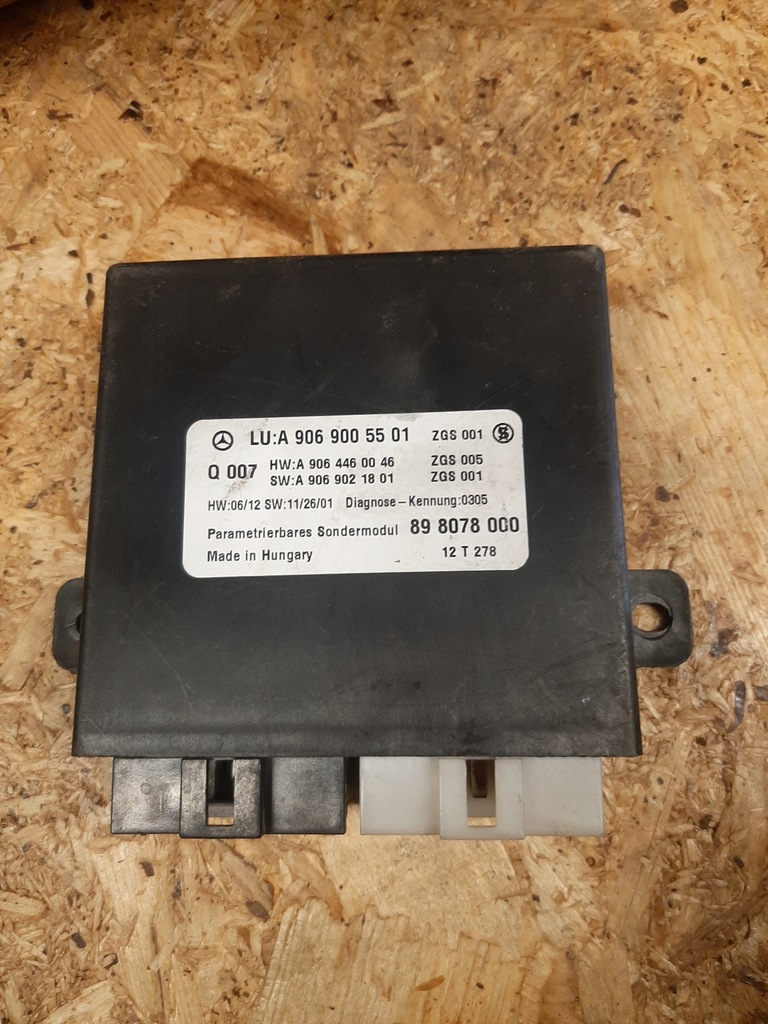 LU:A 906 900 55 01 ZGS 001
Q 007 HW:A 906 446 00 46 ZGS 005
SW:A 906 902 18 01 ZGS 001
HW:06/12 SW:11/26/01 Diagnose-Kennung:0305
Parametrierbares Sondermodul 89 8078 000
Made in Hungary 12 T 278